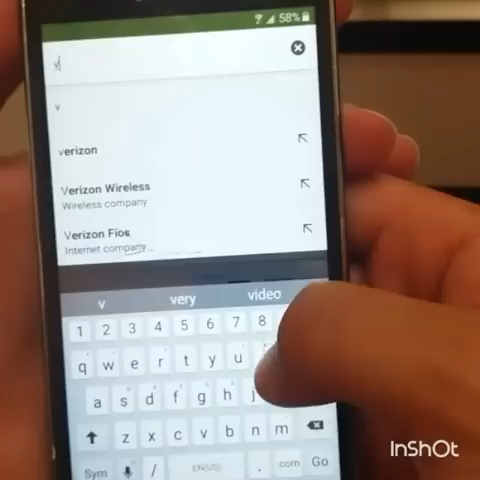 58%
v
v
verizon
Verizon Wireless
Wireless company
Verizon Fios
Internet company
v very video
1 2 3 4 5 6 7 8
q w e r t y u
a s d f g h j
z x c v b n m
Sym / EN(US) . com Go
InShOt